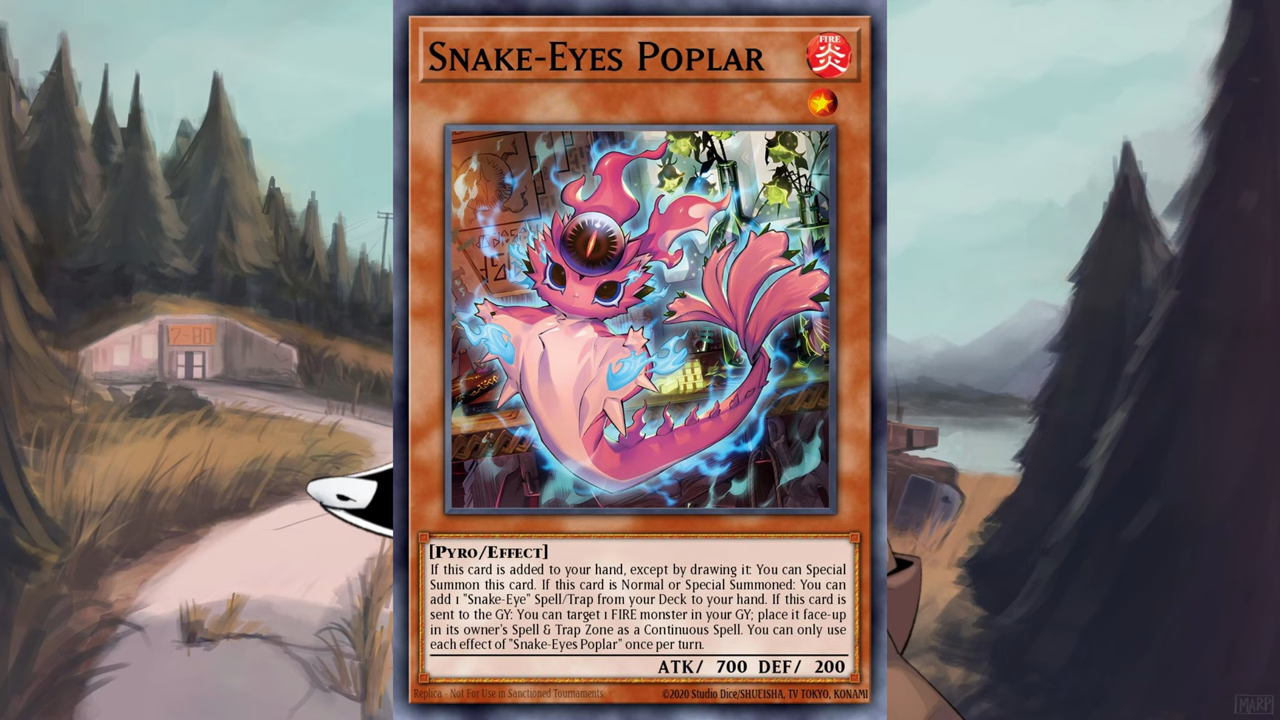 SNAKE-EYES POPLAR
FIRE
炎
7-80
[PYRO/EFFECT]
If this card is added to your hand, except by drawing it: You can Special
Summon this card. If this card is Normal or Special Summoned: You can
add 1 "Snake-Eye" Spell/Trap from your Deck to your hand. If this card is
sent to the GY: You can target 1 FIRE monster in your GY; place it face-up
in its owner's Spell & Trap Zone as a Continuous Spell. You can only use
each effect of "Snake-Eyes Poplar" once per turn.
ATK/ 700 DEF/ 200
Replica - Not For Use in Sanctioned Tournaments
©2020 Studio Dice/SHUEISHA, TV TOKYO, KONAMI
MARP